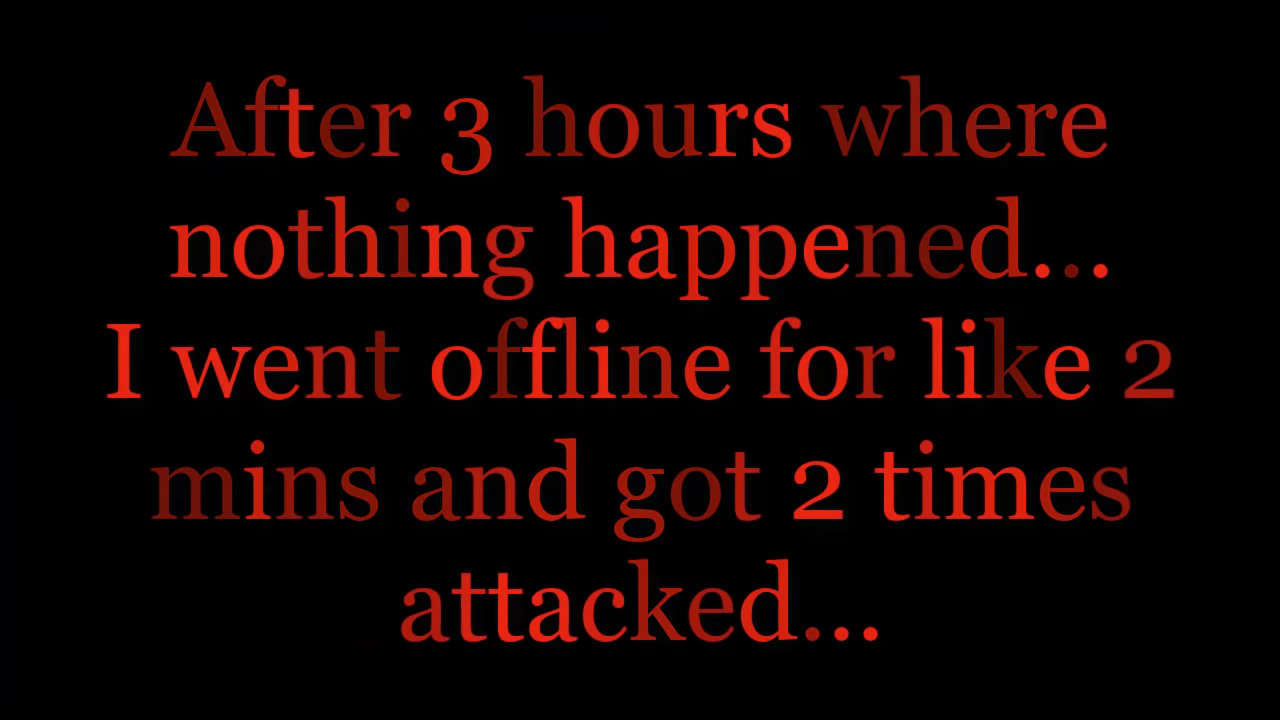 After 3 hours where
nothing happened...
I went offline for like 2
mins and got 2 times
attacked...